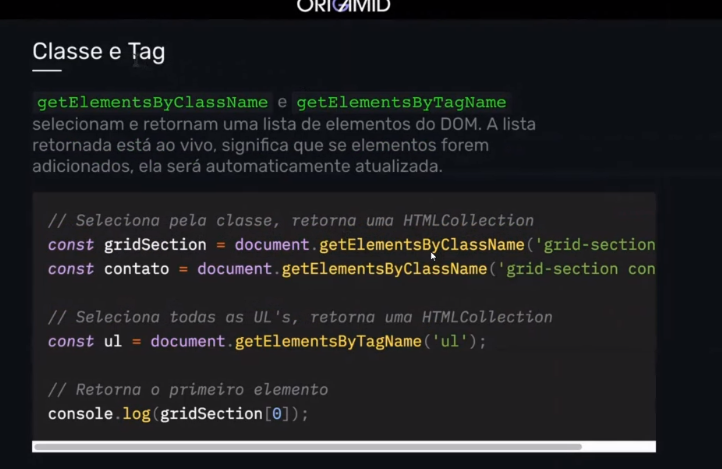 ORIGAMID
Classe e Tag
getElementsByClassName e getElementsByTagName
selecionam e retornam uma lista de elementos do DOM. A lista
retornada está ao vivo, significa que se elementos forem
adicionados, ela será automaticamente atualizada.
// Seleciona pela classe, retorna uma HTMLCollection
const gridSection = document.getElementsByClassName('grid-section
const contato = document.getElementsByClassName('grid-section con
// Seleciona todas as UL's, retorna uma HTMLCollection
const ul = document.getElementsByTagName('ul');
// Retorna o primeiro elemento
console.log(gridSection[0]);